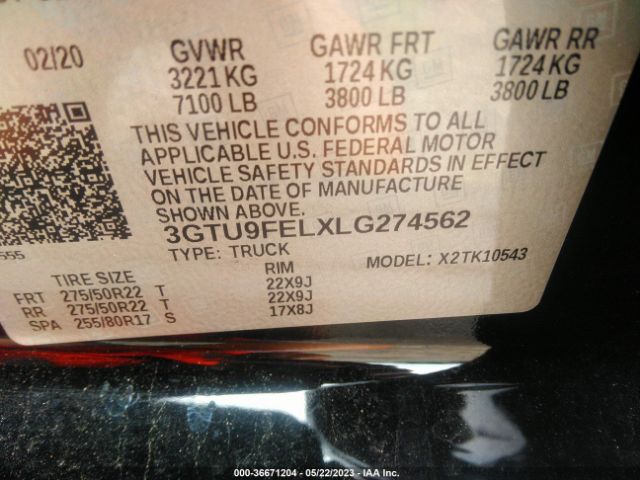 02/20 GVWR GAWR FRT GAWR RR
3221 KG 1724 KG 1724 KG
7100 LB 3800 LB 3800 LB
THIS VEHICLE CONFORMS TO ALL
APPLICABLE U.S. FEDERAL MOTOR
VEHICLE SAFETY STANDARDS IN EFFECT
ON THE DATE OF MANUFACTURE
SHOWN ABOVE.
3GTU9FELXLG274562
555 TYPE: TRUCK MODEL: X2TK10543
TIRE SIZE RIM
FRT 275/50R22 T 22X9J
RR 275/50R22 T 22X9J
SPA 255/80R17 S 17X8J
000-36671204 - 05/22/2023 - IAA Inc.